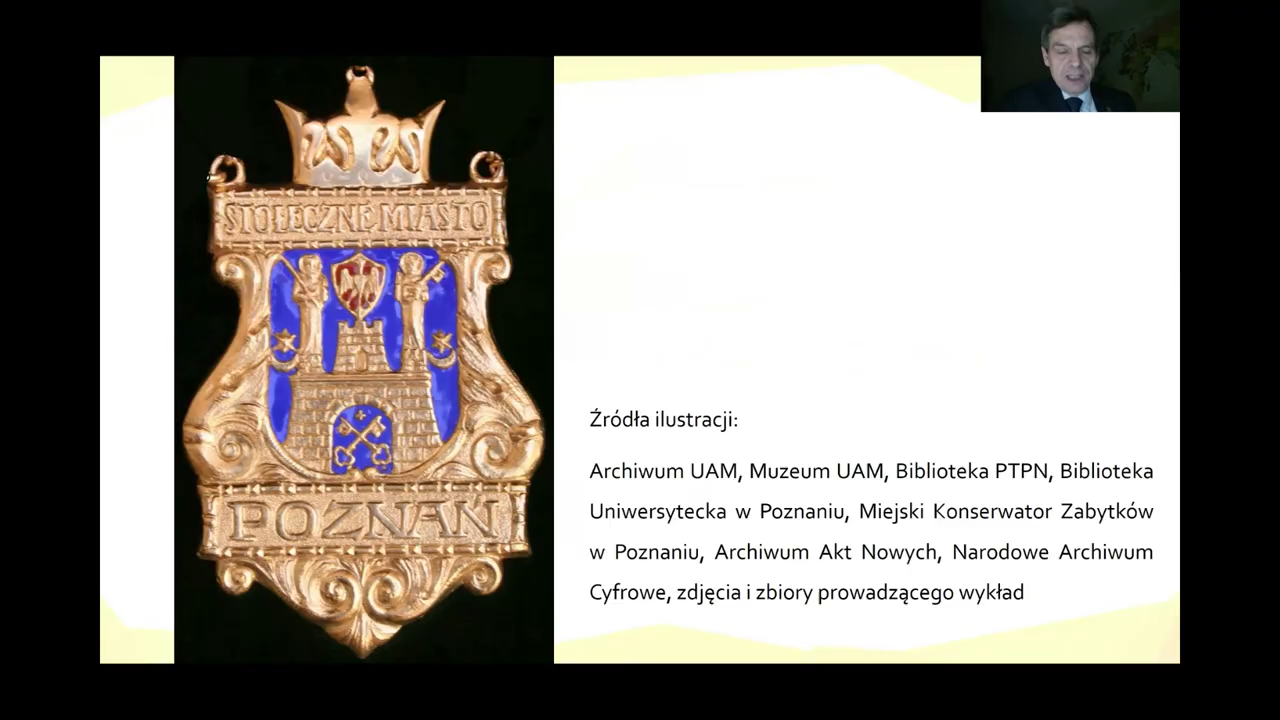 STOŁECZNE MIASTO
POZNAŃ
Źródła ilustracji:
Archiwum UAM, Muzeum UAM, Biblioteka PTPN, Biblioteka
Uniwersytecka w Poznaniu, Miejski Konserwator Zabytków
w Poznaniu, Archiwum Akt Nowych, Narodowe Archiwum
Cyfrowe, zdjęcia i zbiory prowadzącego wykład